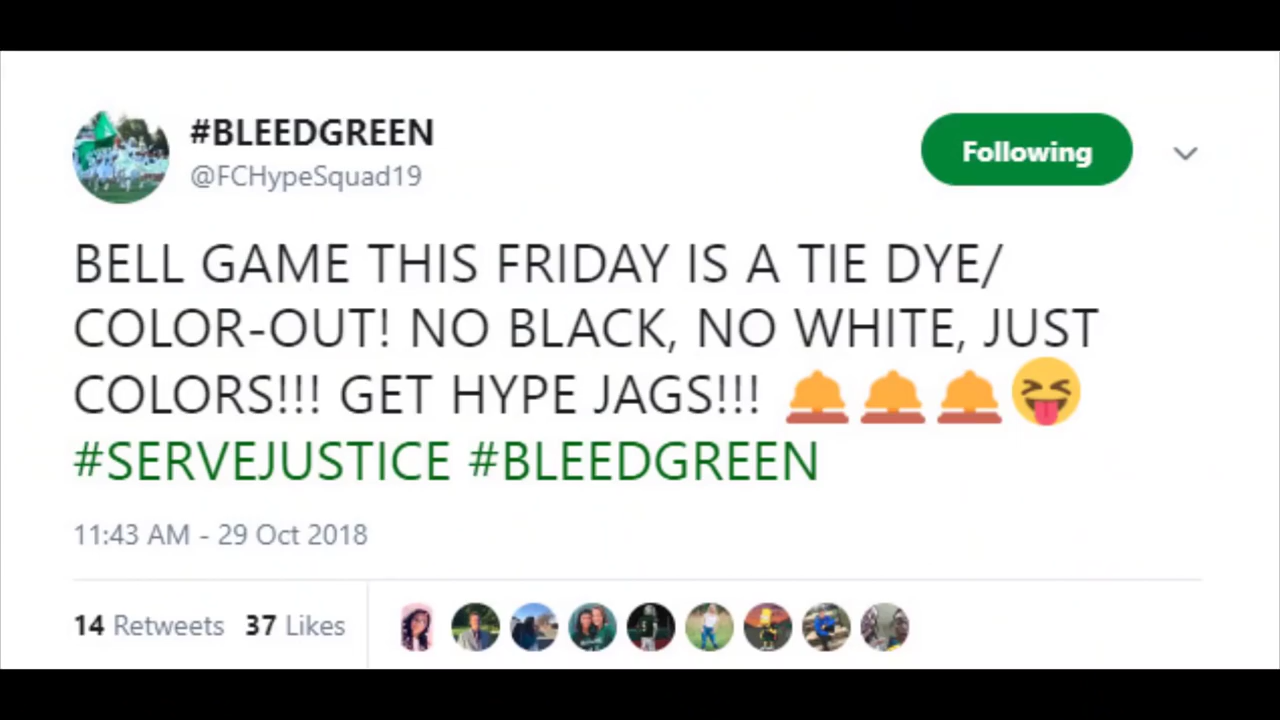 #BLEEDGREEN
@FCHypeSquad19
Following
BELL GAME THIS FRIDAY IS A TIE DYE/
COLOR-OUT! NO BLACK, NO WHITE, JUST
COLORS!!! GET HYPE JAGS!!! 🛎️🛎️🛎️😝
#SERVEJUSTICE #BLEEDGREEN
11:43 AM - 29 Oct 2018
14 Retweets 37 Likes